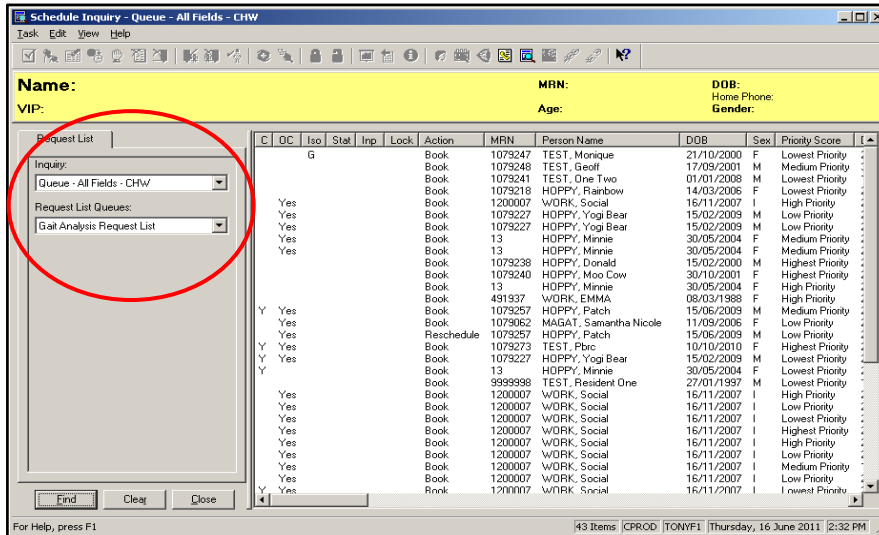 Schedule Inquiry - Queue - All Fields - CHW
Task Edit View Help
Name: MRN: DOB:
Home Phone:
VIP: Age: Gender:
Request List
Inquiry:
Queue - All Fields - CHW
Request List Queues:
Gait Analysis Request List
C OC Iso Stat Inp Lock Action MRN Person Name DOB Sex Priority Score
G Book 1079247 TEST, Monique 21/10/2000 F Lowest Priority
Book 1079248 TEST, Geoff 17/09/2001 M Medium Priority
Book 1079241 TEST, One Two 01/01/2008 M Lowest Priority
Book 1079218 HOPPY, Rainbow 14/03/2006 F Lowest Priority
Yes Book 1200007 WORK, Social 16/11/2007 I High Priority
Yes Book 1079227 HOPPY, Yogi Bear 15/02/2009 M Low Priority
Yes Book 1079227 HOPPY, Yogi Bear 15/02/2009 M Low Priority
Yes Book 13 HOPPY, Minnie 30/05/2004 F Medium Priority
Yes Book 13 HOPPY, Minnie 30/05/2004 F Medium Priority
Book 1079238 HOPPY, Donald 15/02/2000 M Highest Priority
Book 1079240 HOPPY, Moo Cow 30/10/2001 F Highest Priority
Book 13 HOPPY, Minnie 30/05/2004 F High Priority
Book 491937 WORK, EMMA 08/03/1988 F High Priority
Y Yes Book 1079257 HOPPY, Patch 15/06/2009 M Medium Priority
Yes Book 1079062 MAGAT, Samantha Nicole 11/09/2006 F Low Priority
Yes Reschedule 1079257 HOPPY, Patch 15/06/2009 M Low Priority
Y Yes Book 1079273 TEST, Pbrc 10/10/2010 F Highest Priority
Y Yes Book 1079227 HOPPY, Yogi Bear 15/02/2009 M Lowest Priority
Y Book 13 HOPPY, Minnie 30/05/2004 F Lowest Priority
Book 9999998 TEST, Resident One 27/01/1997 M Lowest Priority
Yes Book 1200007 WORK, Social 16/11/2007 I High Priority
Yes Book 1200007 WORK, Social 16/11/2007 I Low Priority
Yes Book 1200007 WORK, Social 16/11/2007 I Lowest Priority
Yes Book 1200007 WORK, Social 16/11/2007 I Highest Priority
Yes Book 1200007 WORK, Social 16/11/2007 I High Priority
Yes Book 1200007 WORK, Social 16/11/2007 I Low Priority
Yes Book 1200007 WORK, Social 16/11/2007 I Medium Priority
Yes Book 1200007 WORK, Social 16/11/2007 I Low Priority
Y Yes Book 1200007 WORK, Social 16/11/2007 I Lowest Priority
Find Clear Close
For Help, press F1 43 Items CPROD TONYF1 Thursday, 16 June 2011 2:32 PM